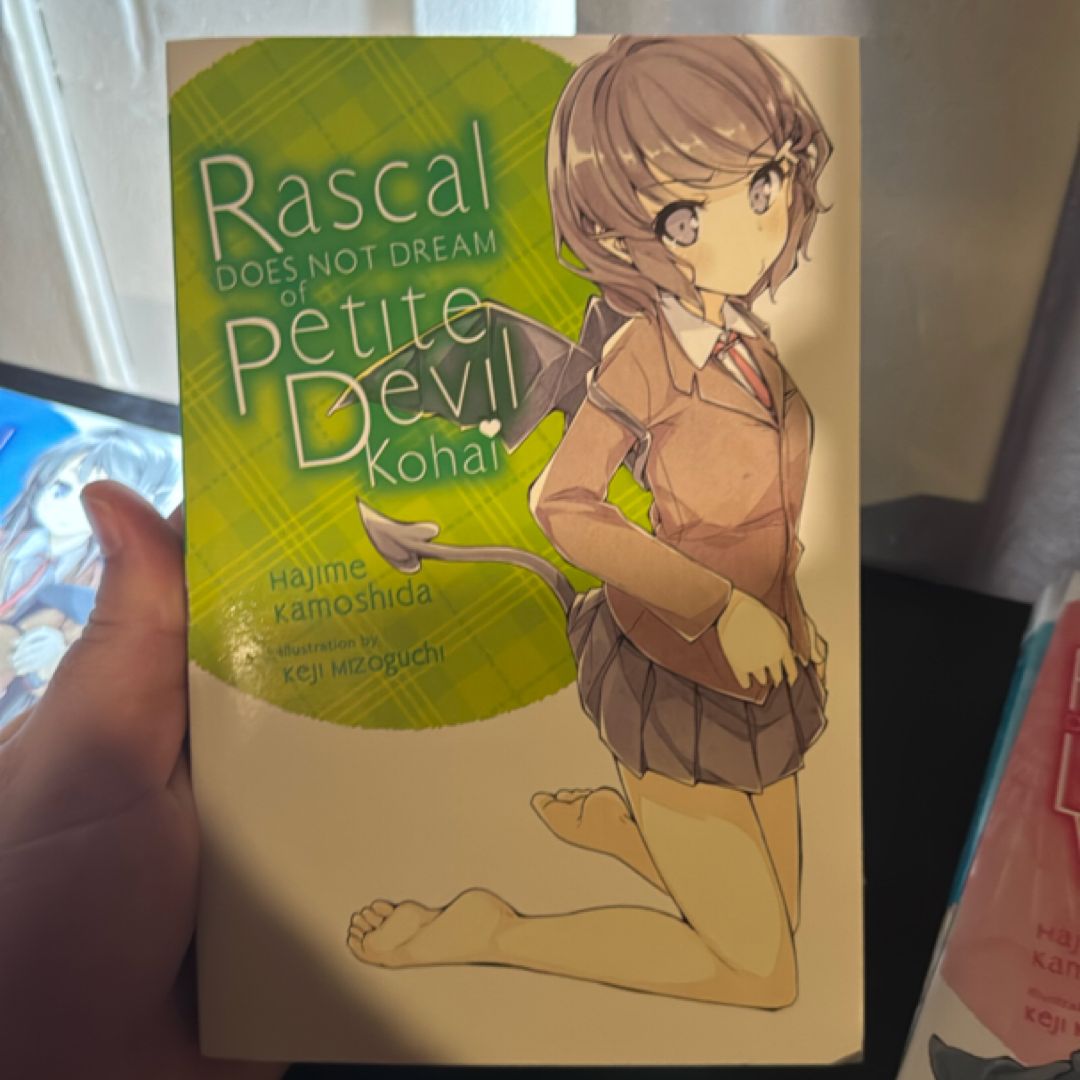 Rascal
DOES NOT DREAM
of
Petite
Devil
Kohai
Hajime
Kamoshida
illustration by
Keji Mizoguchi